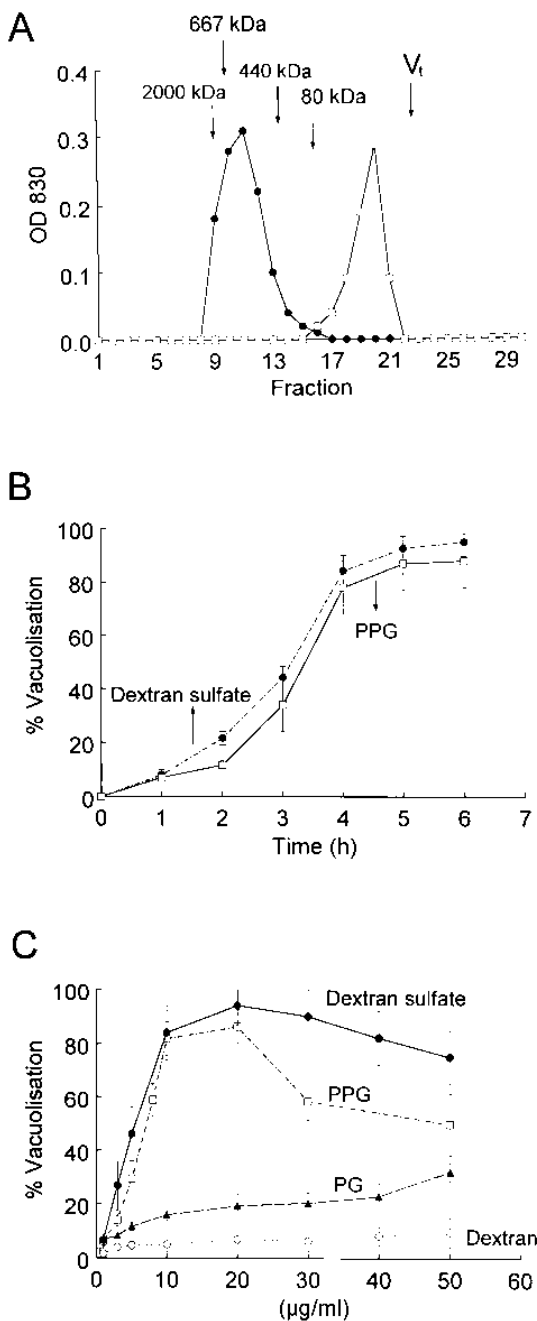 A
667 kDa
2000 kDa
440 kDa
80 kDa
Vt
0.4
0.3
0.2
0.1
0.0
OD 830
1 5 9 13 17 21 25 29
Fraction
B
100
80
60
40
20
0
% Vacuolisation
Dextran sulfate
PPG
0 1 2 3 4 5 6 7
Time (h)
C
100
80
60
40
20
0
% Vacuolisation
Dextran sulfate
PPG
PG
Dextran
0 10 20 30 40 50 60
(µg/ml)